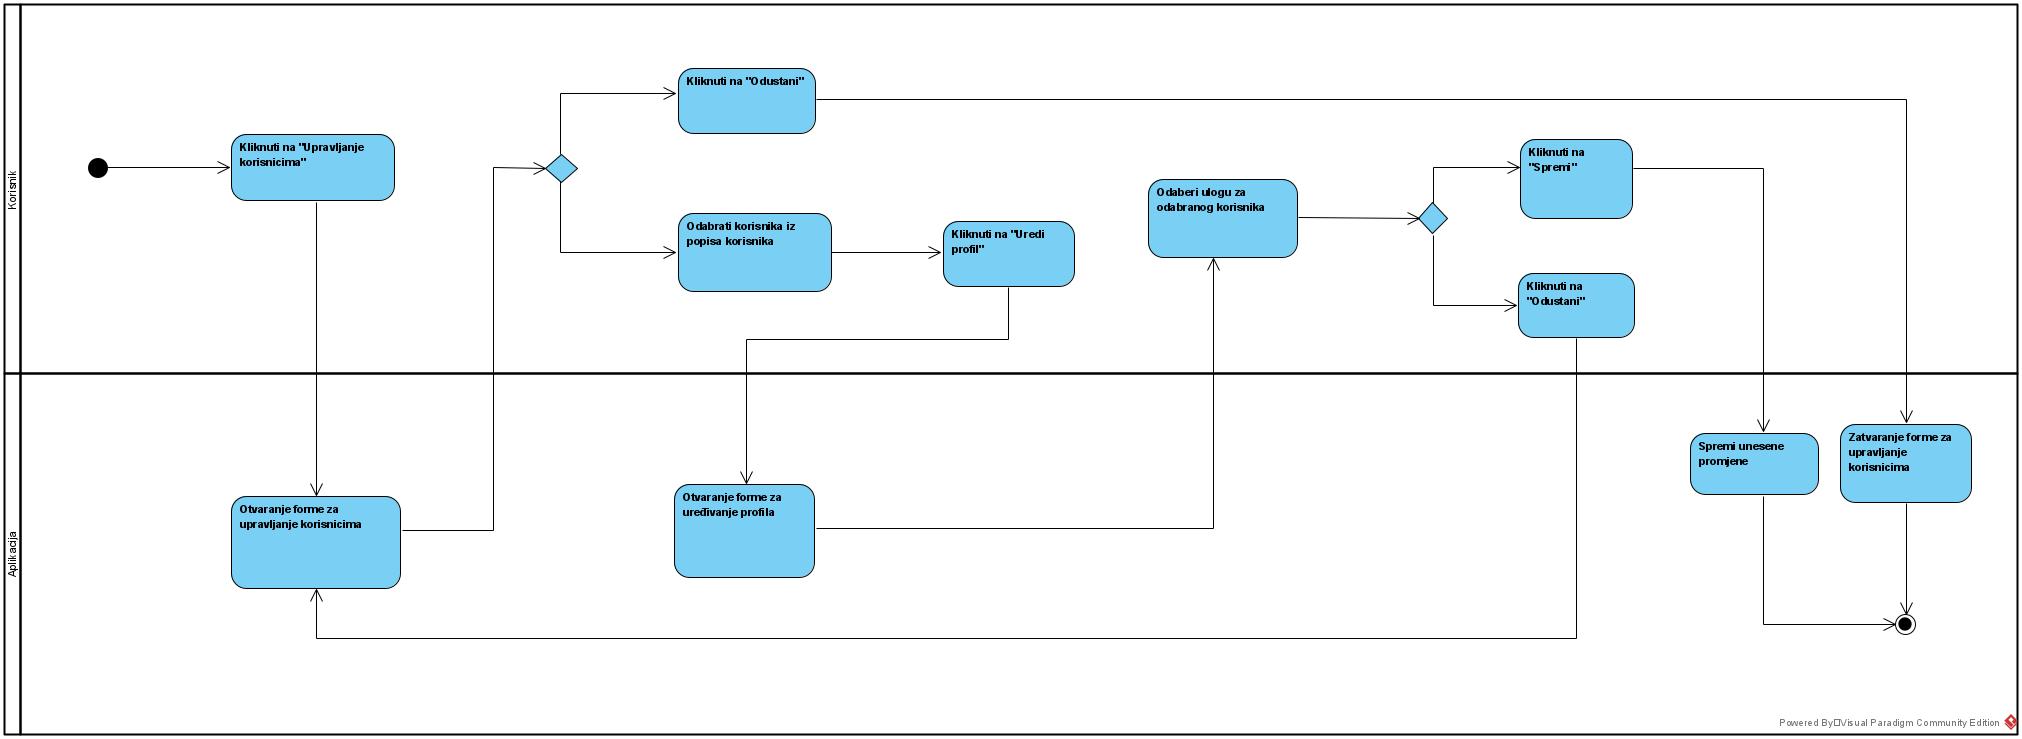 Korisnik
Kliknuti na "Upravljanje
korisnicima"
Kliknuti na "Odustani"
Odabrati korisnika iz
popisa korisnika
Kliknuti na "Uredi
profil"
Odaberi ulogu za
odabranog korisnika
Kliknuti na
"Spremi"
Kliknuti na
"Odustani"
Aplikacija
Otvaranje forme za
upravljanje korisnicima
Otvaranje forme za
uređivanje profila
Spremi unesene
promjene
Zatvaranje forme za
upravljanje
korisnicima
Powered By Visual Paradigm Community Edition